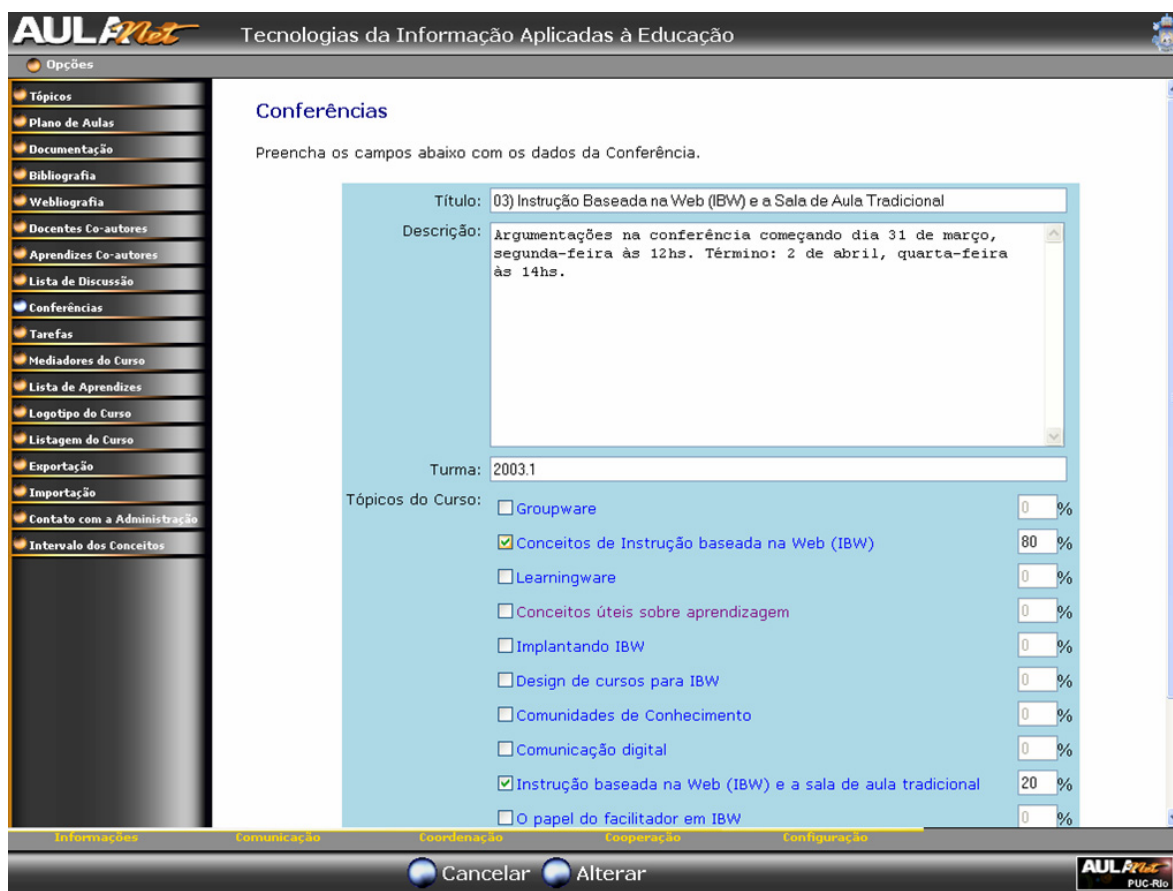 AULANet
Tecnologias da Informação Aplicadas à Educação
Opções
Tópicos
Plano de Aulas
Documentação
Bibliografia
Webliografia
Docentes Co-autores
Aprendizes Co-autores
Lista de Discussão
Conferências
Tarefas
Mediadores do Curso
Lista de Aprendizes
Logotipo do Curso
Listagem do Curso
Exportação
Importação
Contato com a Administração
Intervalo dos Conceitos
Conferências
Preencha os campos abaixo com os dados da Conferência.
Título: 03) Instrução Baseada na Web (IBW) e a Sala de Aula Tradicional
Descrição: Argumentações na conferência começando dia 31 de março,
segunda-feira às 12hs. Término: 2 de abril, quarta-feira
às 14hs.
Turma: 2003.1
Tópicos do Curso:
Groupware 0 %
Conceitos de Instrução baseada na Web (IBW) 80 %
Learningware 0 %
Conceitos úteis sobre aprendizagem 0 %
Implantando IBW 0 %
Design de cursos para IBW 0 %
Comunidades de Conhecimento 0 %
Comunicação digital 0 %
Instrução baseada na Web (IBW) e a sala de aula tradicional 20 %
O papel do facilitador em IBW 0 %
Informações Comunicação Coordenação Cooperação Configuração
Cancelar Alterar
AULANet
PUC-Rio